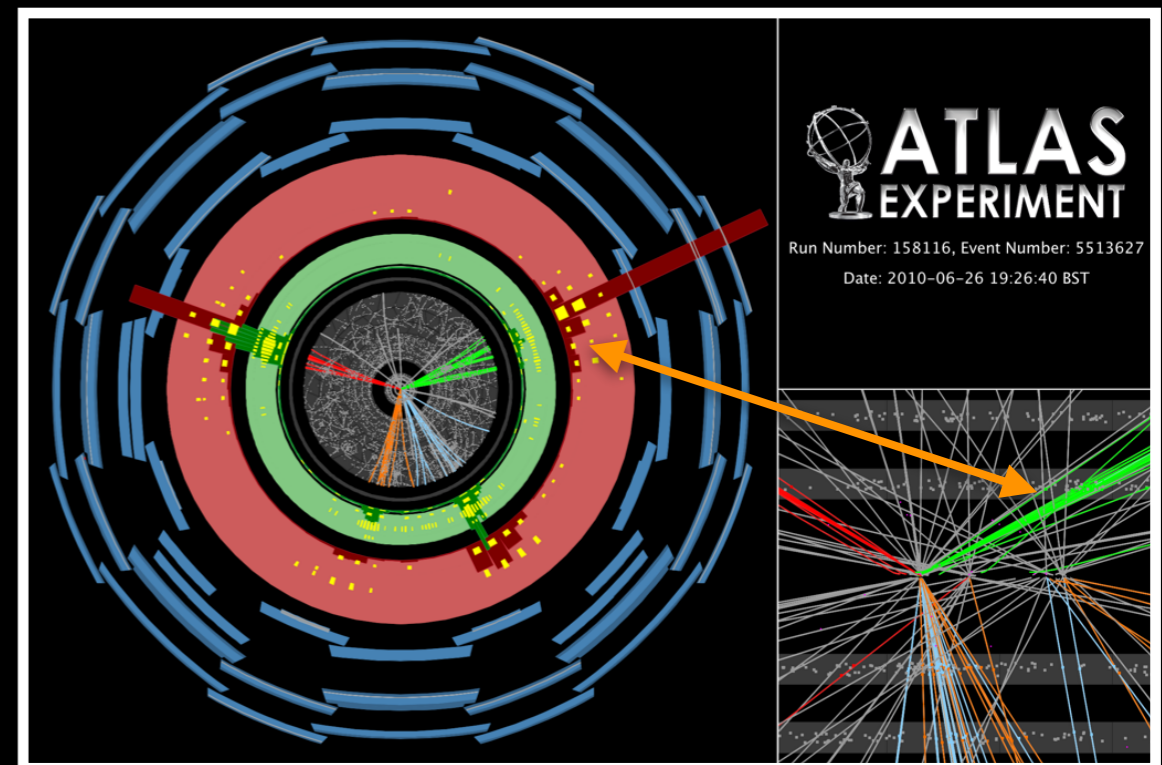 ATLAS
EXPERIMENT
Run Number: 158116, Event Number: 5513627
Date: 2010-06-26 19:26:40 BST